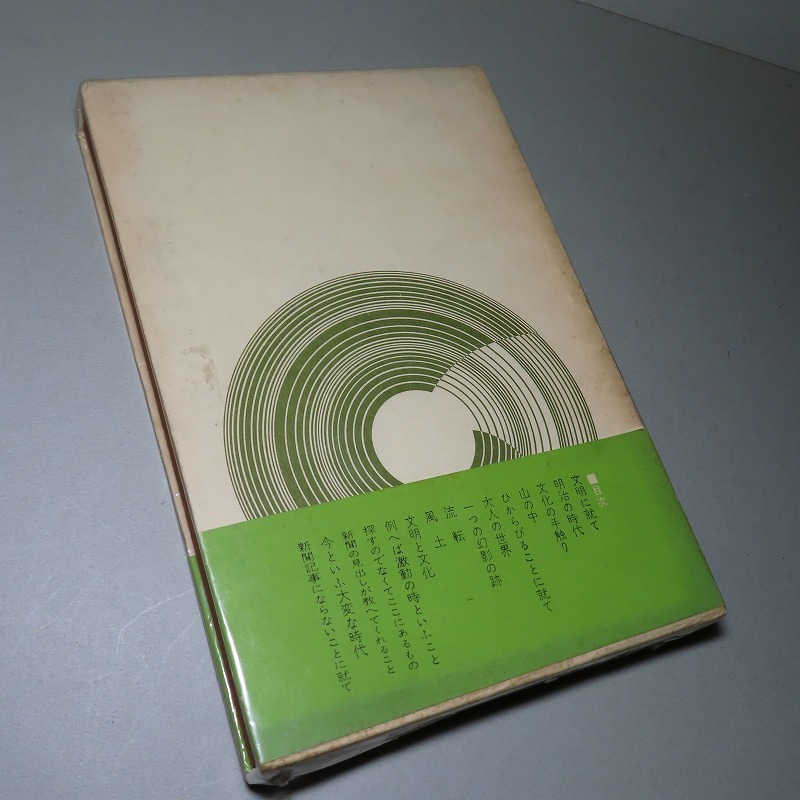 ■目次
文明に就て
明治の時代
文化の手触り
山の中
ひからびることに就て
大人の世界
一つの幻影の跡
流転
風土
文明と文化
例へば激動の時といふこと
探すのでなくてここにあるもの
新聞の見出しが教へてくれること
今といふ大変な時代
新聞記事にならないことに就て